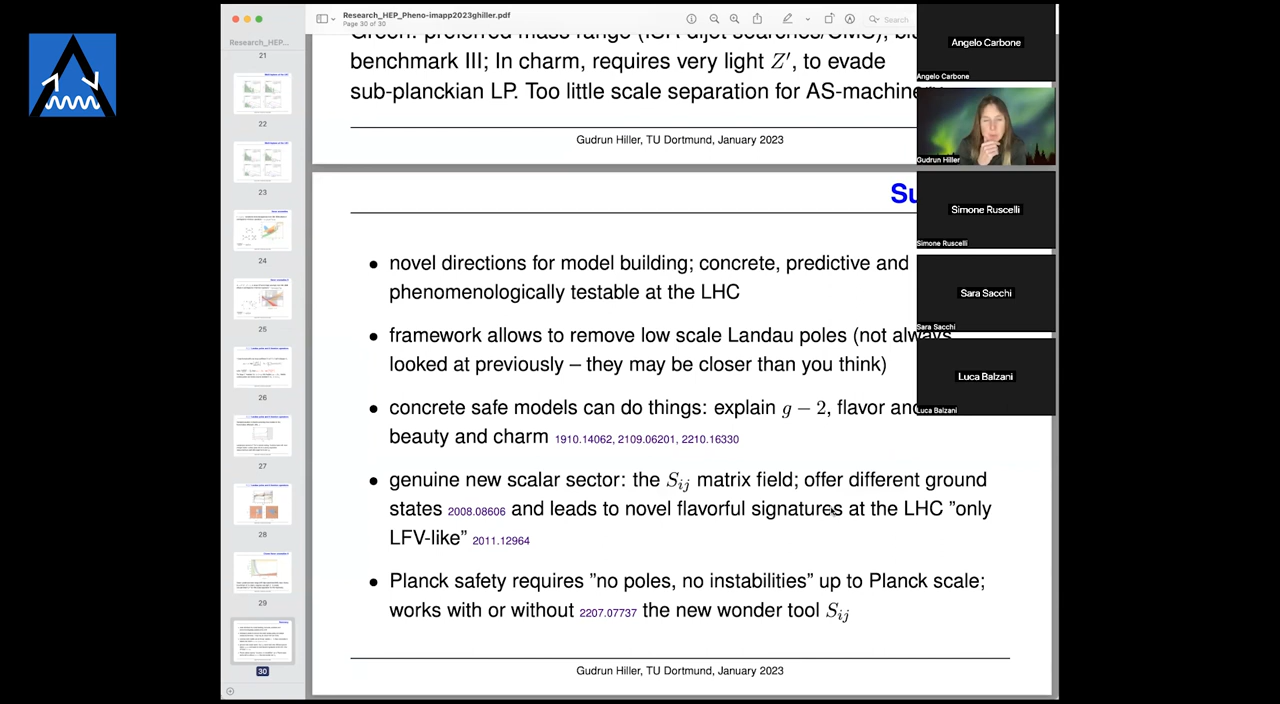 Research_HEP_Pheno-imapp2023ghiller.pdf
Page 30 of 30
Search
Research_HEP...
21
22
23
24
25
26
27
28
29
30
benchmark III; In charm, requires very light Z′, to evade
sub-planckian LP. Too little scale separation for AS-machinery
Gudrun Hiller, TU Dortmund, January 2023
Su
• novel directions for model building; concrete, predictive and
phenomenologically testable at the LHC
• framework allows to remove low scale Landau poles (not always
looked at previously – they may be closer than you think)
• concrete safe models can do things: explain g − 2, flavor and
beauty and charm 1910.14062, 2109.06201, 2210.16330
• genuine new scalar sector: the Sij matrix field; offer different ground
states 2008.08606 and leads to novel flavorful signatures at the LHC "only
LFV-like" 2011.12964
• Planck safety requires "no poles, no instabilities" up to Planck scale;
works with or without 2207.07737 the new wonder tool Sij
Gudrun Hiller, TU Dortmund, January 2023
Angelo Carbone
Angelo Carbone
Gudrun Hiller
Simone Ruscelli
Simone Ruscelli
Sara Sacchi
Sara Sacchi
Luca Balzani
Luca Balzani